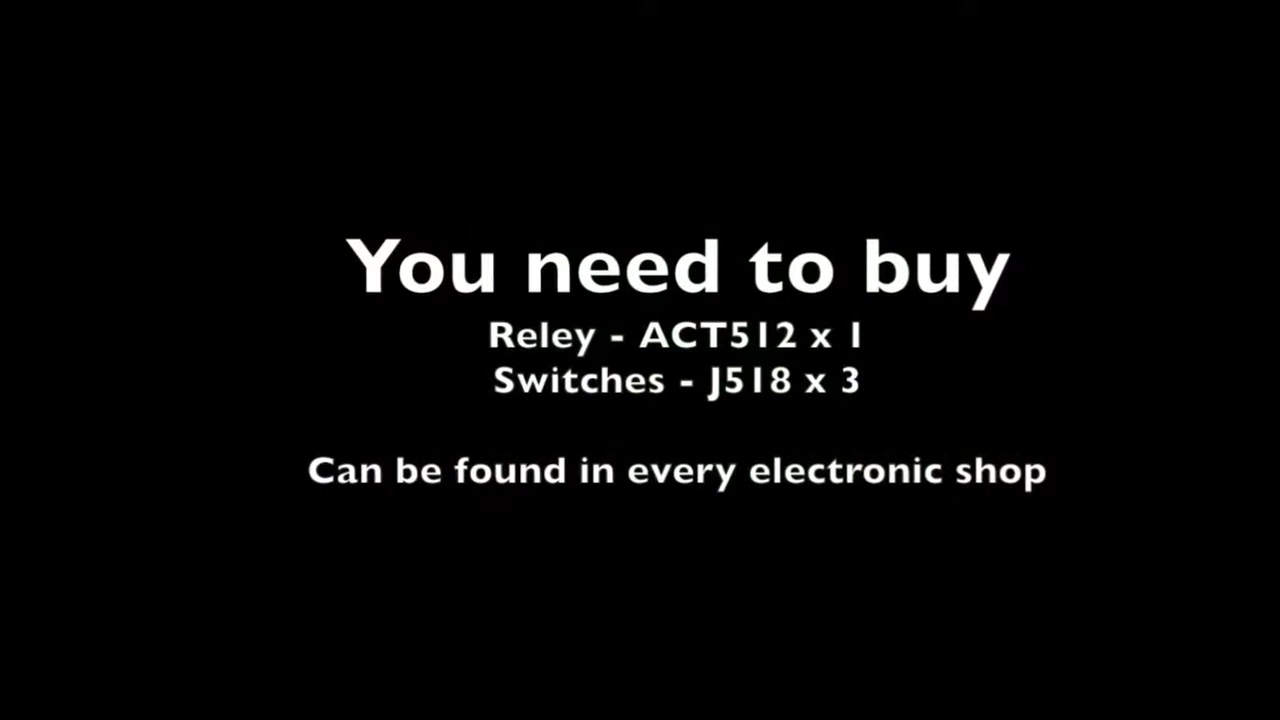 You need to buy
Reley - ACT512 x 1
Switches - J518 x 3
Can be found in every electronic shop